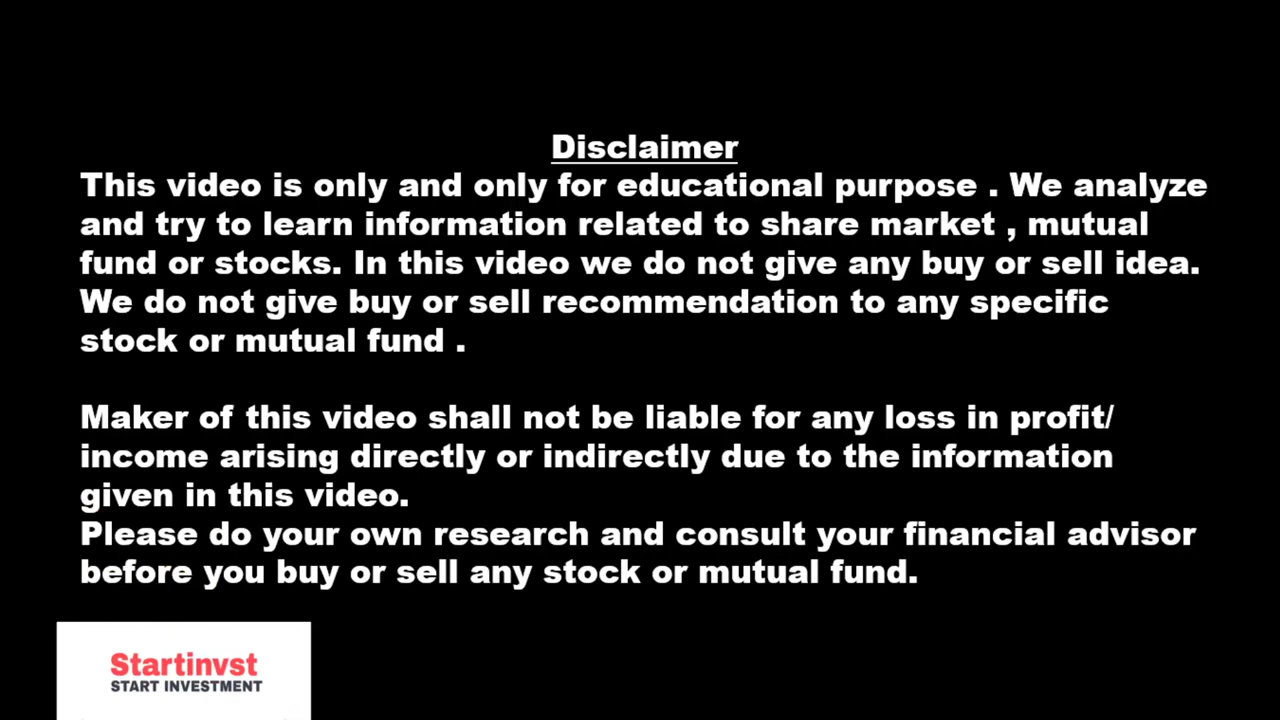 Disclaimer
This video is only and only for educational purpose . We analyze
and try to learn information related to share market , mutual
fund or stocks. In this video we do not give any buy or sell idea.
We do not give buy or sell recommendation to any specific
stock or mutual fund .
Maker of this video shall not be liable for any loss in profit/
income arising directly or indirectly due to the information
given in this video.
Please do your own research and consult your financial advisor
before you buy or sell any stock or mutual fund.
Startinvst
START INVESTMENT